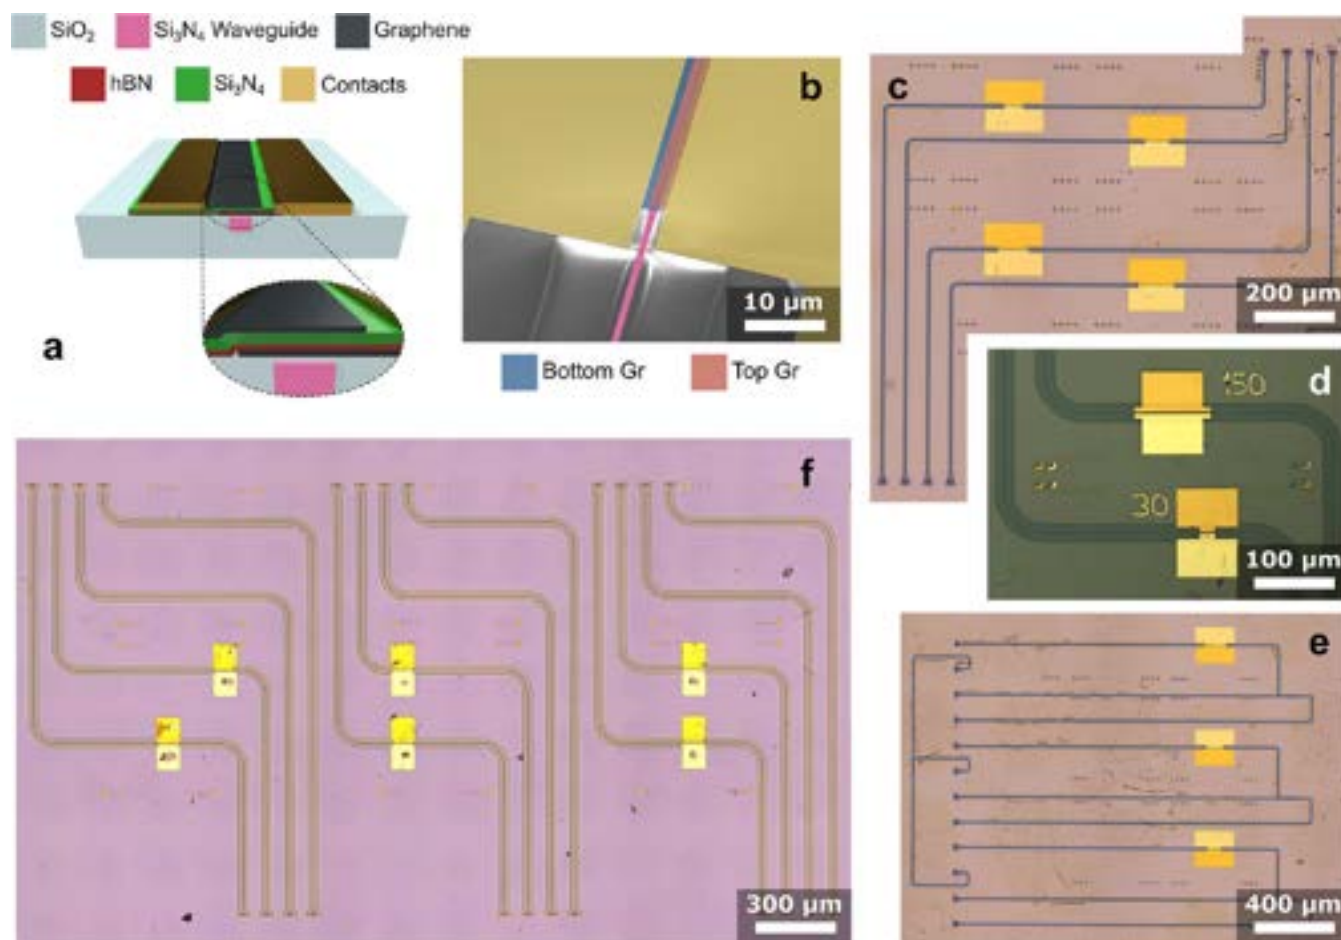 SiO₂ Si₃N₄ Waveguide Graphene
hBN Si₃N₄ Contacts
a
b
10 µm
Bottom Gr Top Gr
c
200 µm
d
150
30
100 µm
e
400 µm
f
300 µm